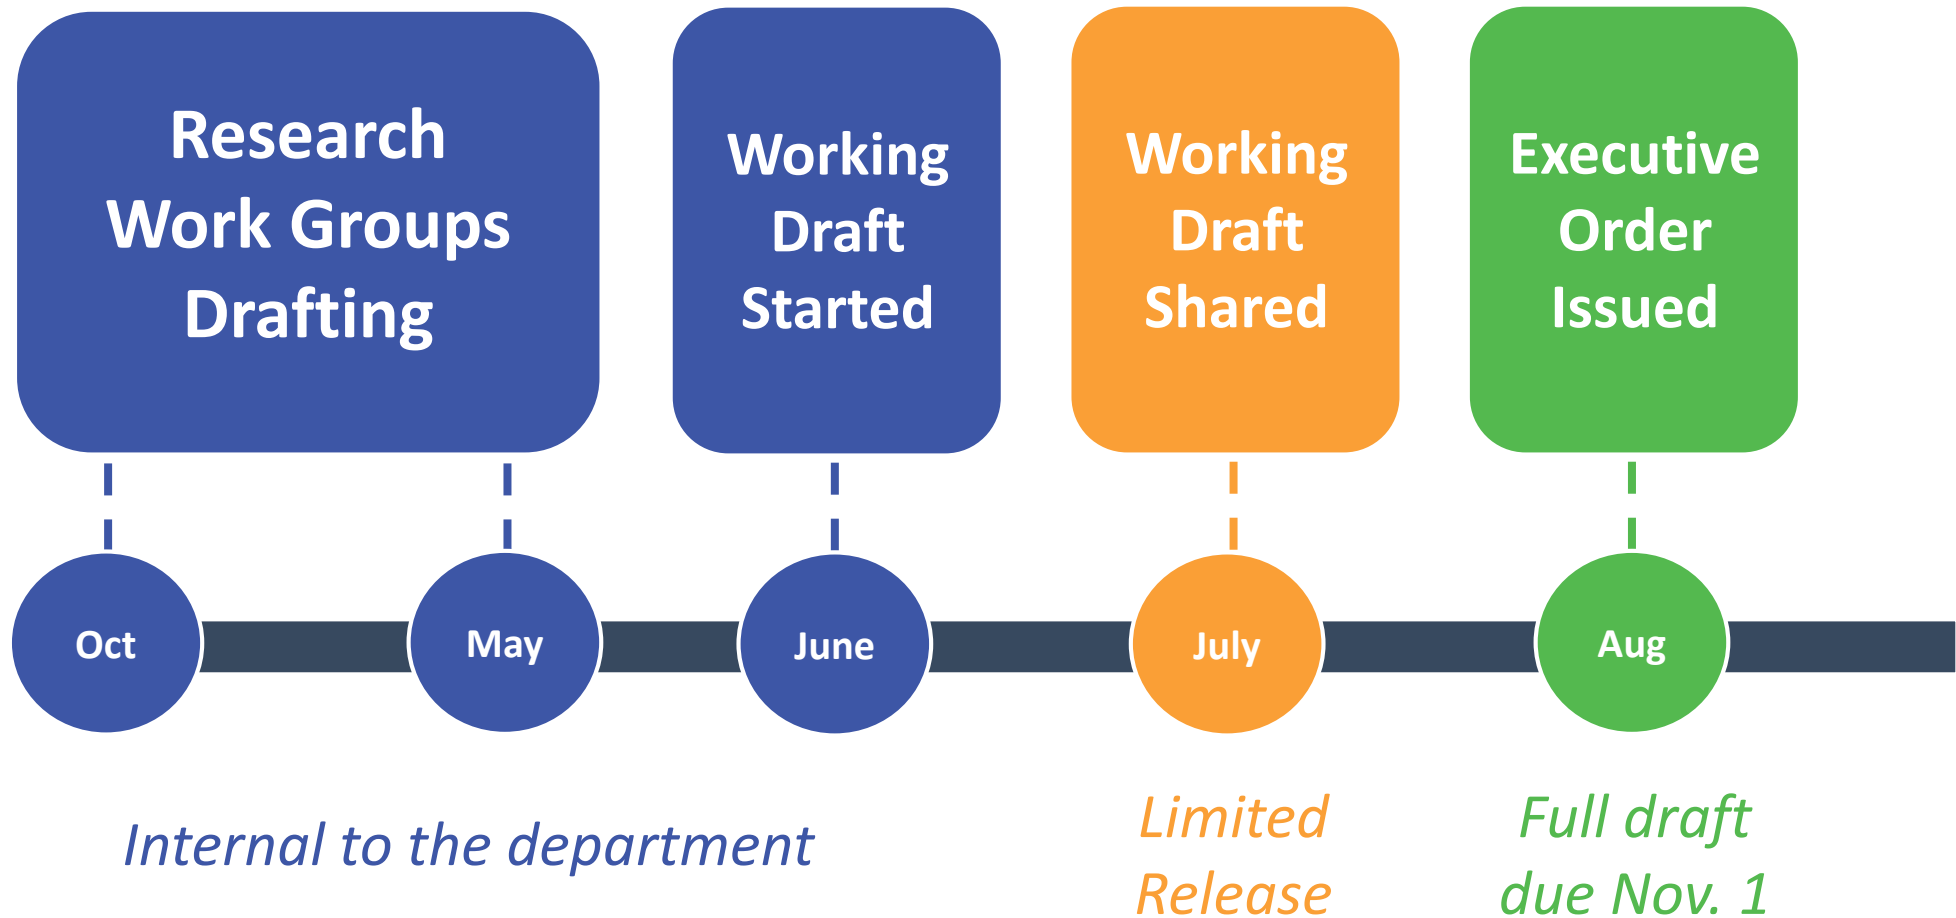 Research
Work Groups
Drafting
Working
Draft
Started
Working
Draft
Shared
Executive
Order
Issued
Oct
May
June
July
Aug
Internal to the department
Limited
Release
Full draft
due Nov. 1